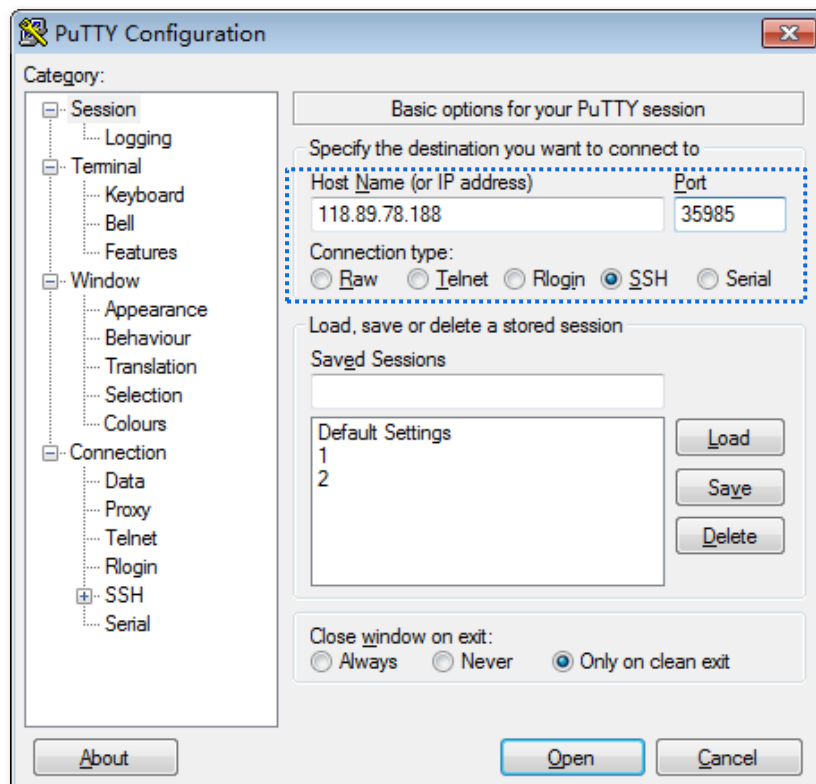 PuTTY Configuration
Category:
Session
Logging
Terminal
Keyboard
Bell
Features
Window
Appearance
Behaviour
Translation
Selection
Colours
Connection
Data
Proxy
Telnet
Rlogin
SSH
Serial
Basic options for your PuTTY session
Specify the destination you want to connect to
Host Name (or IP address) Port
118.89.78.188 35985
Connection type:
Raw Telnet Rlogin SSH Serial
Load, save or delete a stored session
Saved Sessions
Default Settings
1
2
Load
Save
Delete
Close window on exit:
Always Never Only on clean exit
About Open Cancel